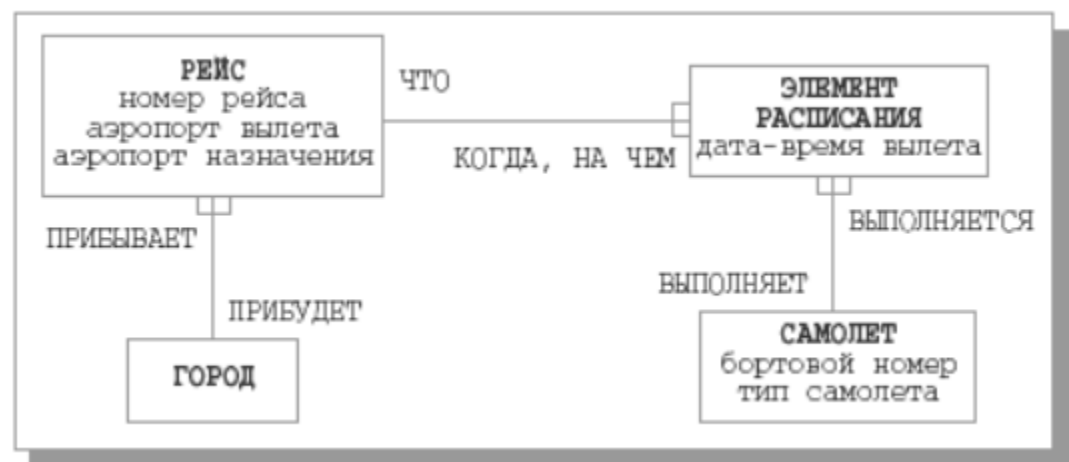 РЕЙС
номер рейса
аэропорт вылета
аэропорт назначения
ЧТО
КОГДА, НА ЧЕМ
ЭЛЕМЕНТ
РАСПИСАНИЯ
дата-время вылета
ПРИБЫВАЕТ
ПРИБУДЕТ
ГОРОД
ВЫПОЛНЯЕТСЯ
ВЫПОЛНЯЕТ
САМОЛЕТ
бортовой номер
тип самолета